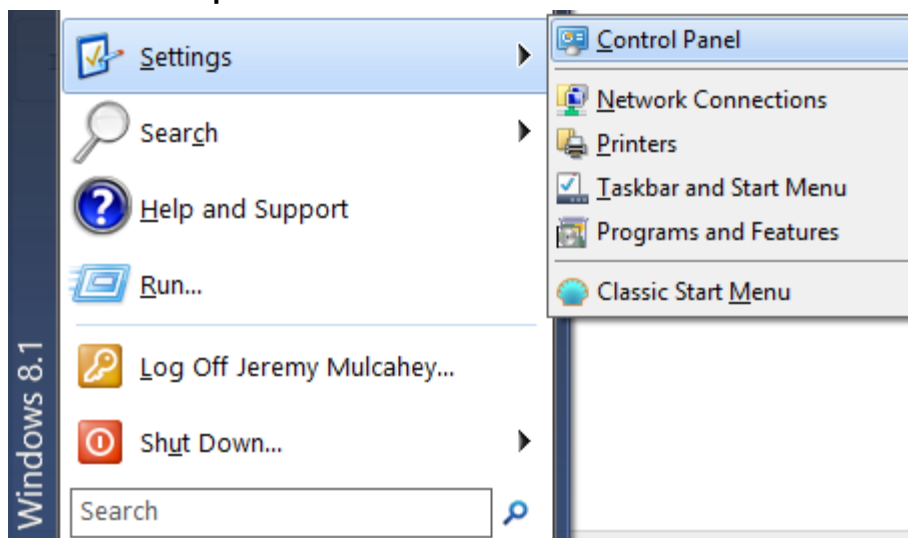 Settings
Search
Help and Support
Run...
Log Off Jeremy Mulcahey...
Shut Down...
Search
Windows 8.1
Control Panel
Network Connections
Printers
Taskbar and Start Menu
Programs and Features
Classic Start Menu